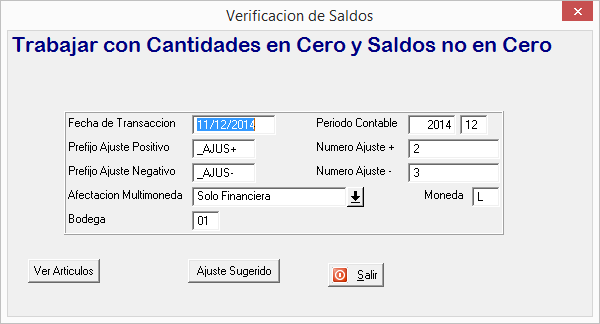 Verificacion de Saldos
Trabajar con Cantidades en Cero y Saldos no en Cero
Fecha de Transaccion 11/12/2014 Periodo Contable 2014 12
Prefijo Ajuste Positivo _AJUS+ Numero Ajuste + 2
Prefijo Ajuste Negativo _AJUS- Numero Ajuste - 3
Afectacion Multimoneda Solo Financiera Moneda L
Bodega 01
Ver Articulos Ajuste Sugerido Salir